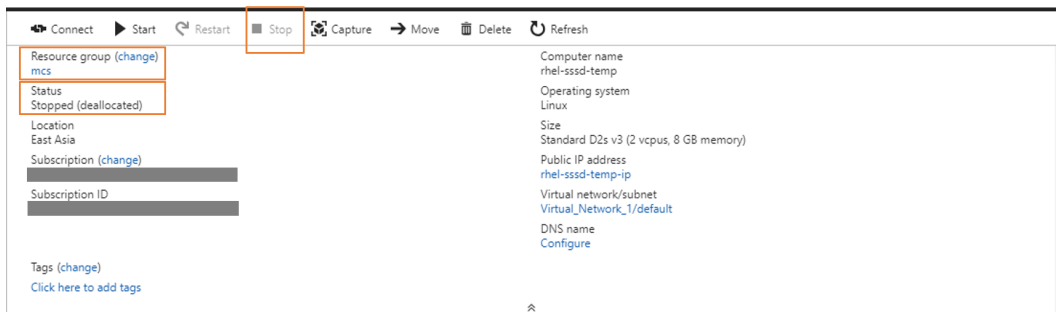 Connect Start Restart Stop Capture Move Delete Refresh
Resource group (change)
mcs
Status
Stopped (deallocated)
Location
East Asia
Subscription (change)
Subscription ID
Tags (change)
Click here to add tags
Computer name
rhel-sssd-temp
Operating system
Linux
Size
Standard D2s v3 (2 vcpus, 8 GB memory)
Public IP address
rhel-sssd-temp-ip
Virtual network/subnet
Virtual_Network_1/default
DNS name
Configure